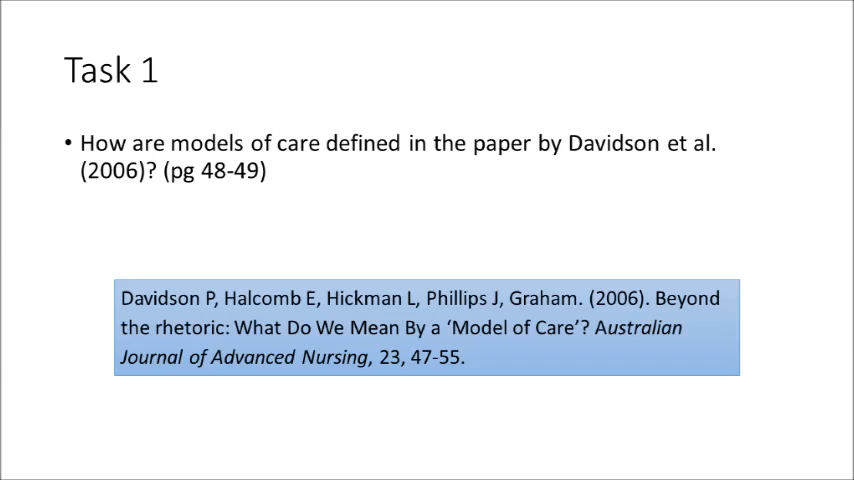 Task 1
• How are models of care defined in the paper by Davidson et al.
(2006)? (pg 48-49)
Davidson P, Halcomb E, Hickman L, Phillips J, Graham. (2006). Beyond
the rhetoric: What Do We Mean By a ‘Model of Care’? Australian
Journal of Advanced Nursing, 23, 47-55.